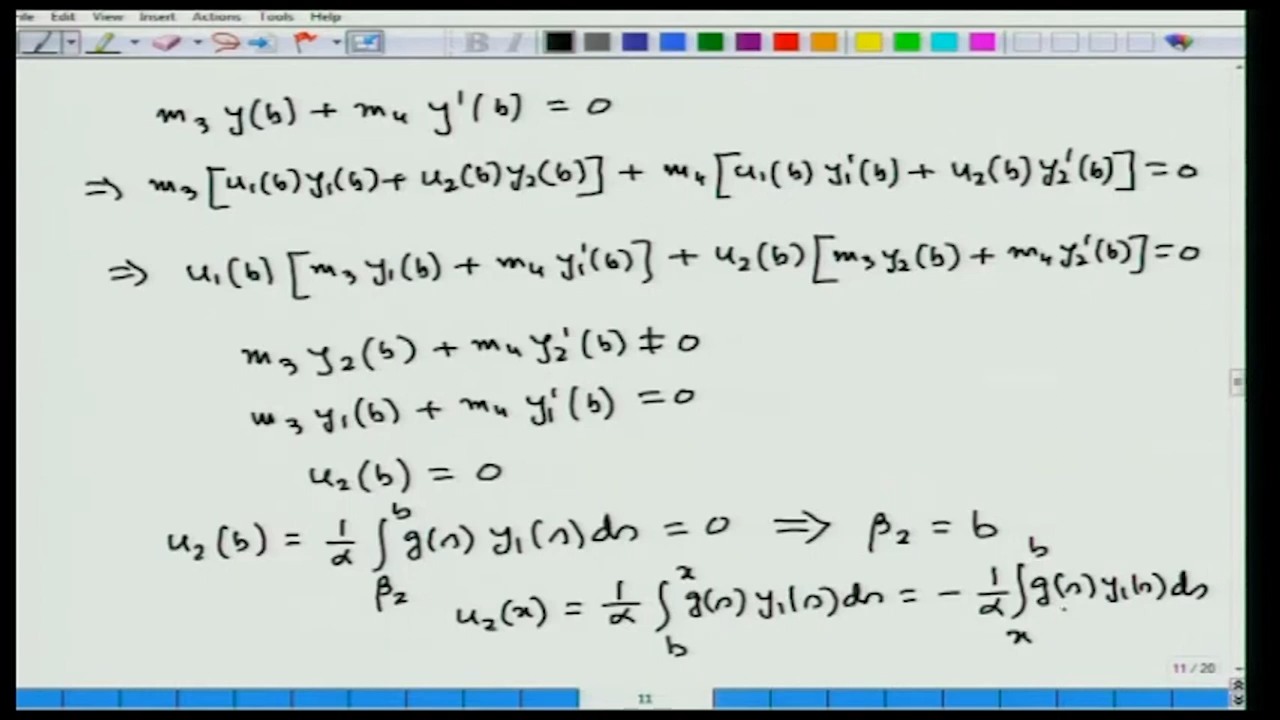 Edit View Insert Actions Tools Help
B I
m₃ y(b) + m₄ y'(b) = 0
⇒ m₃ [u₁(b) y₁(b) + u₂(b) y₂(b)] + m₄ [u₁(b) y₁'(b) + u₂(b) y₂'(b)] = 0
⇒ u₁(b) [m₃ y₁(b) + m₄ y₁'(b)] + u₂(b) [m₃ y₂(b) + m₄ y₂'(b)] = 0
m₃ y₂(b) + m₄ y₂'(b) ≠ 0
m₃ y₁(b) + m₄ y₁'(b) = 0
u₂(b) = 0
u₂(b) = 1/α ∫_{β₂}^{b} g(s) y₁(s) ds = 0 ⇒ β₂ = b
u₂(x) = 1/α ∫_{b}^{x} g(s) y₁(s) ds = - 1/α ∫_{x}^{b} g(s) y₁(s) ds
11 / 20
11